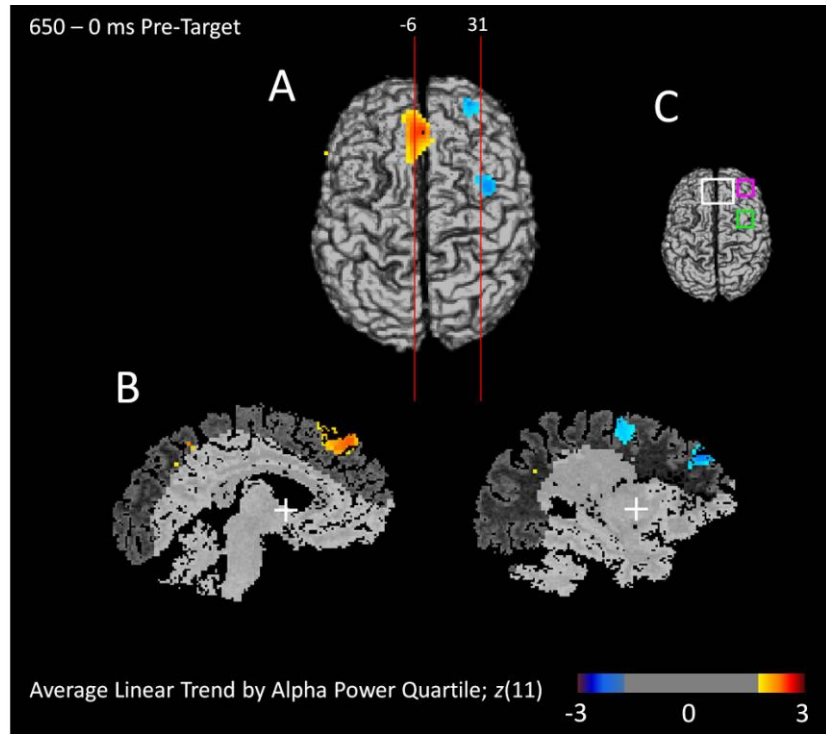 650 – 0 ms Pre-Target
-6 31
A
C
B
Average Linear Trend by Alpha Power Quartile; z(11)
-3 0 3